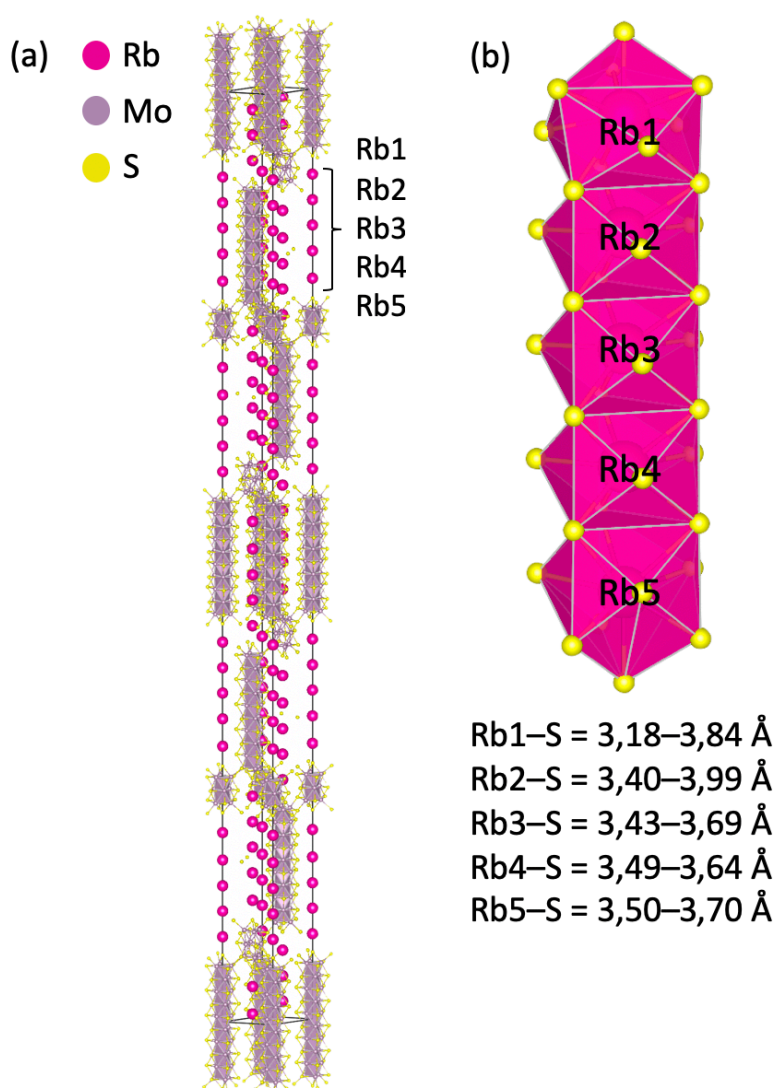 (a)
Rb
Mo
S
Rb1
Rb2
Rb3
Rb4
Rb5
(b)
Rb1
Rb2
Rb3
Rb4
Rb5
Rb1–S = 3,18–3,84 Å
Rb2–S = 3,40–3,99 Å
Rb3–S = 3,43–3,69 Å
Rb4–S = 3,49–3,64 Å
Rb5–S = 3,50–3,70 Å